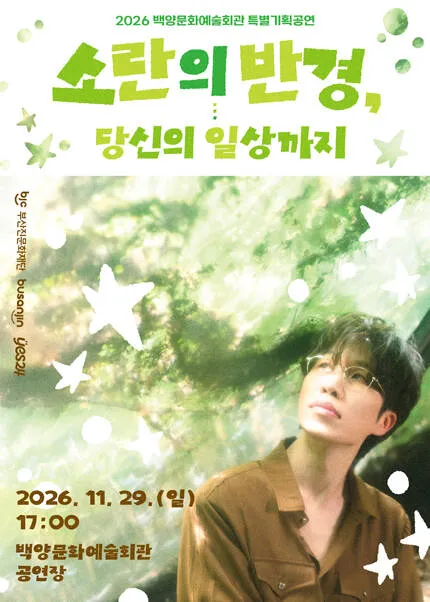 2026 백양문화예술회관 특별기획공연
소란의 반경,
당신의 일상까지
bjc 부산진문화재단
busanjin
yes24
2026. 11. 29.(일)
17:00
백양문화예술회관
공연장